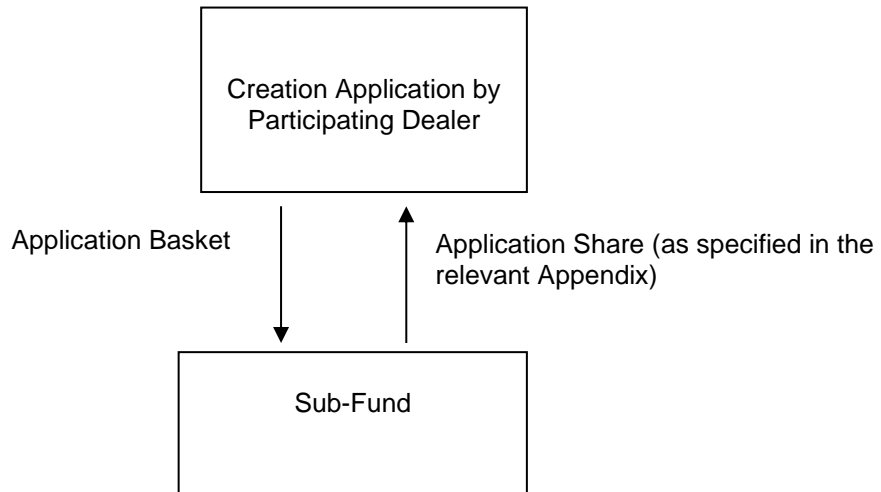 Creation Application by
Participating Dealer
Application Basket
Application Share (as specified in the
relevant Appendix)
Sub-Fund